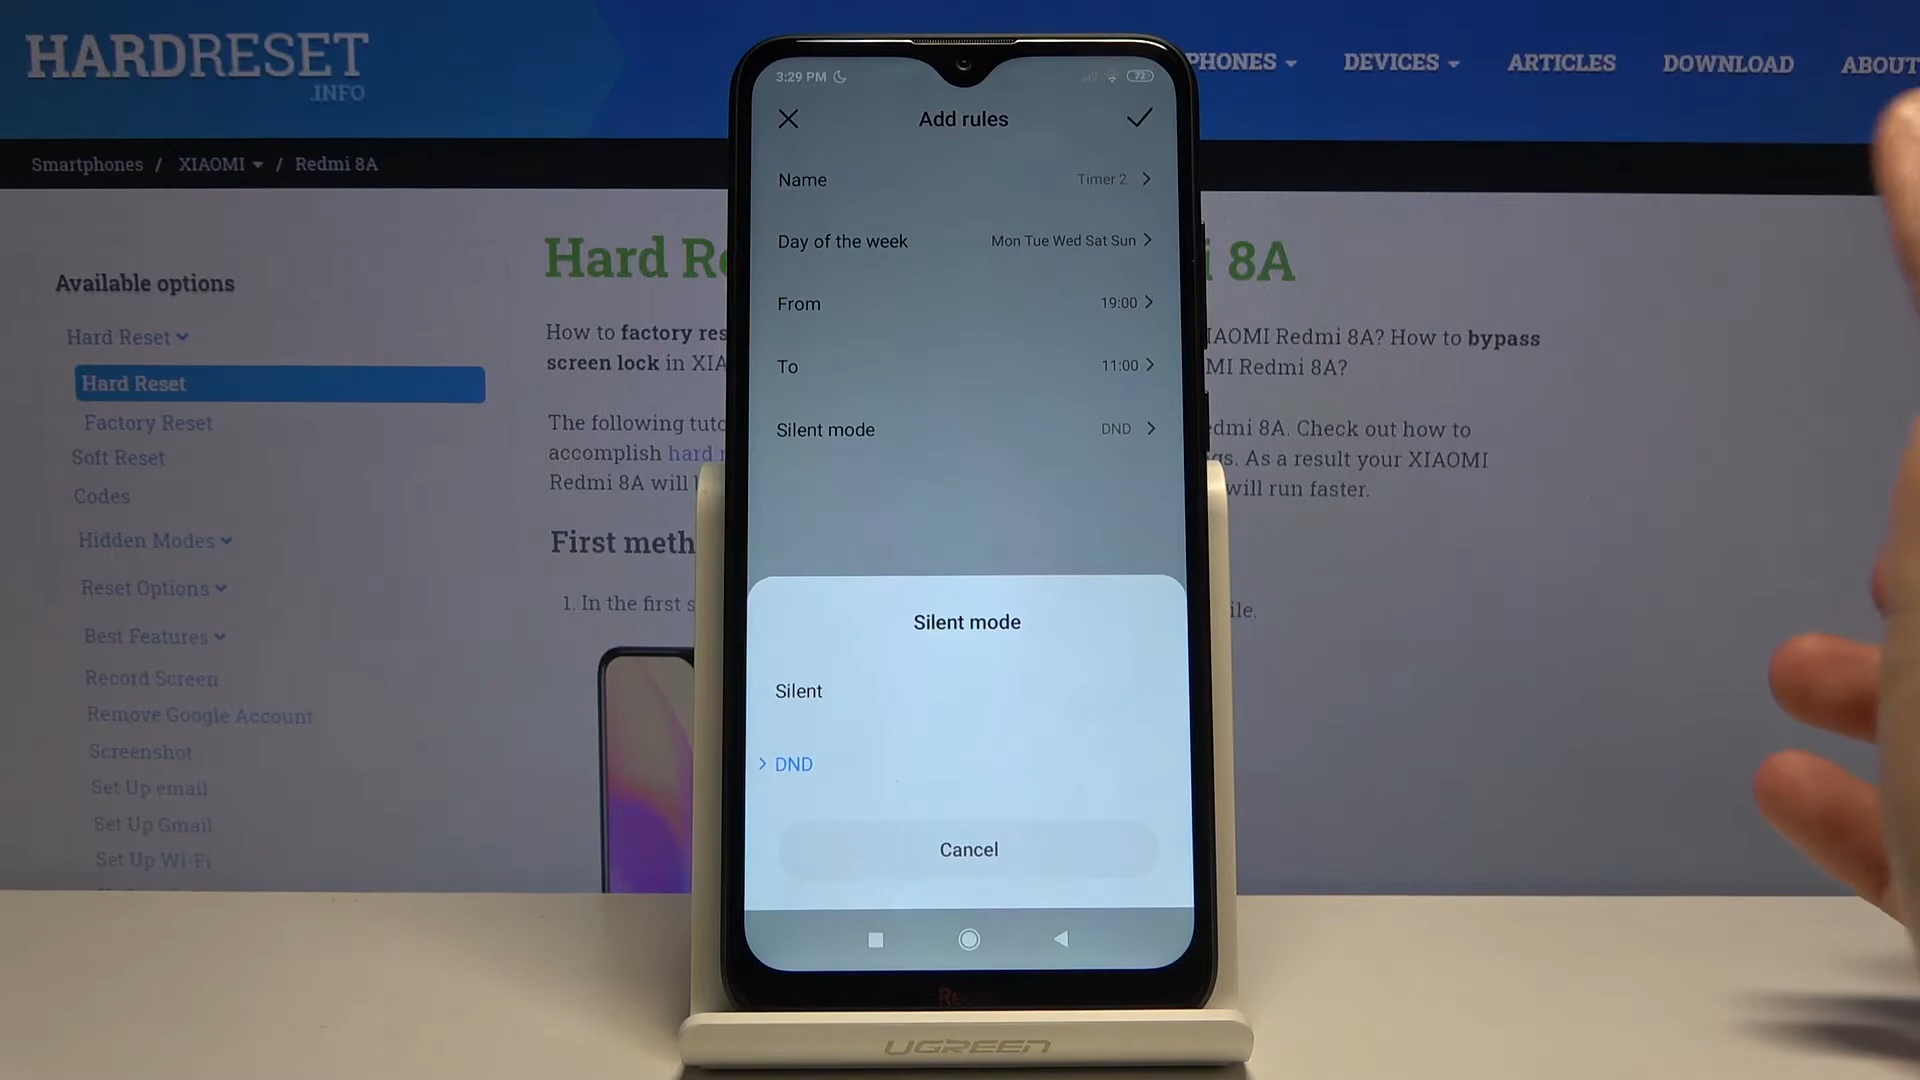 HARDRESET
.INFO
PHONES
DEVICES
ARTICLES
DOWNLOAD
ABOUT
Smartphones / XIAOMI / Redmi 8A
Available options
Hard Reset
Hard Reset
Factory Reset
Soft Reset
Codes
Hidden Modes
Reset Options
Best Features
Record Screen
Remove Google Account
Screenshot
Set Up email
Set Up Gmail
Set Up Wi-Fi
Hard Re
i 8A
How to factory res
IAOMI Redmi 8A? How to bypass
screen lock in XIA
MI Redmi 8A?
The following tuto
edmi 8A. Check out how to
accomplish hard r
gs. As a result your XIAOMI
Redmi 8A will
will run faster.
First meth
1. In the first s
ile.
3:29 PM
72
Add rules
Name
Timer 2
Day of the week
Mon Tue Wed Sat Sun
From
19:00
To
11:00
Silent mode
DND
Silent mode
Silent
DND
Cancel
UGREEN